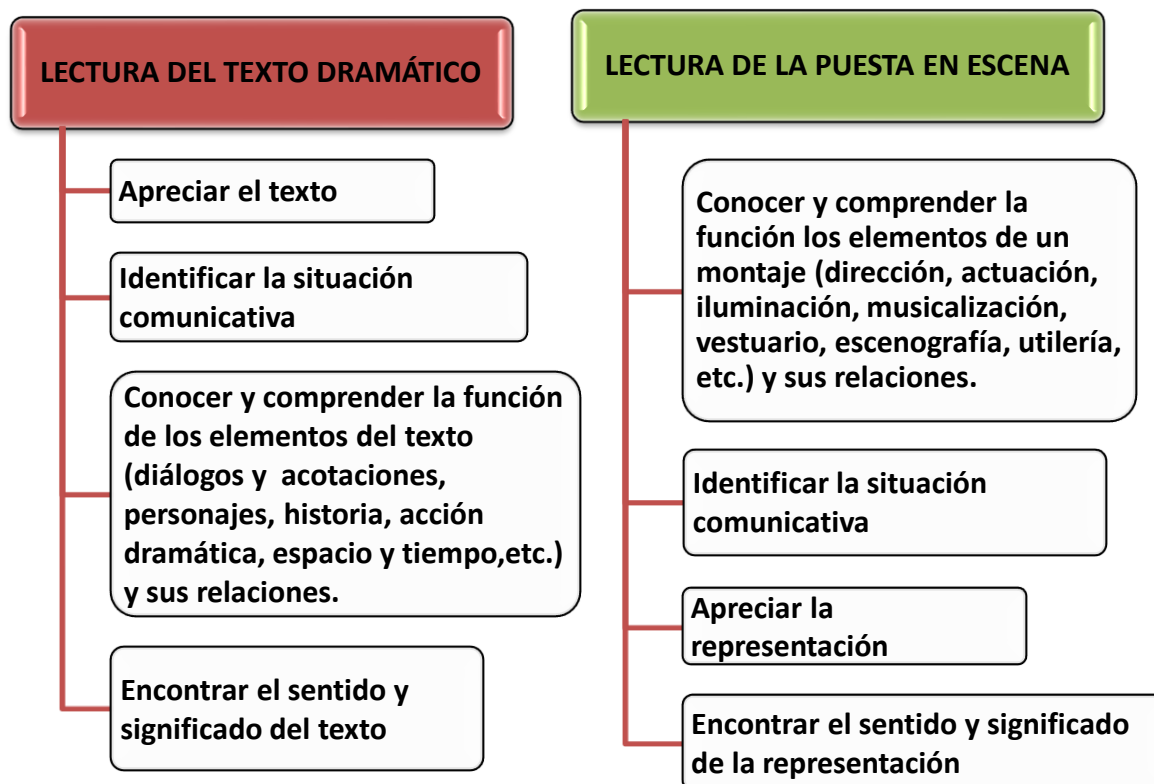 LECTURA DEL TEXTO DRAMÁTICO
Apreciar el texto
Identificar la situación
comunicativa
Conocer y comprender la función
de los elementos del texto
(diálogos y acotaciones,
personajes, historia, acción
dramática, espacio y tiempo,etc.)
y sus relaciones.
Encontrar el sentido y
significado del texto
LECTURA DE LA PUESTA EN ESCENA
Conocer y comprender la
función los elementos de un
montaje (dirección, actuación,
iluminación, musicalización,
vestuario, escenografía, utilería,
etc.) y sus relaciones.
Identificar la situación
comunicativa
Apreciar la
representación
Encontrar el sentido y significado
de la representación